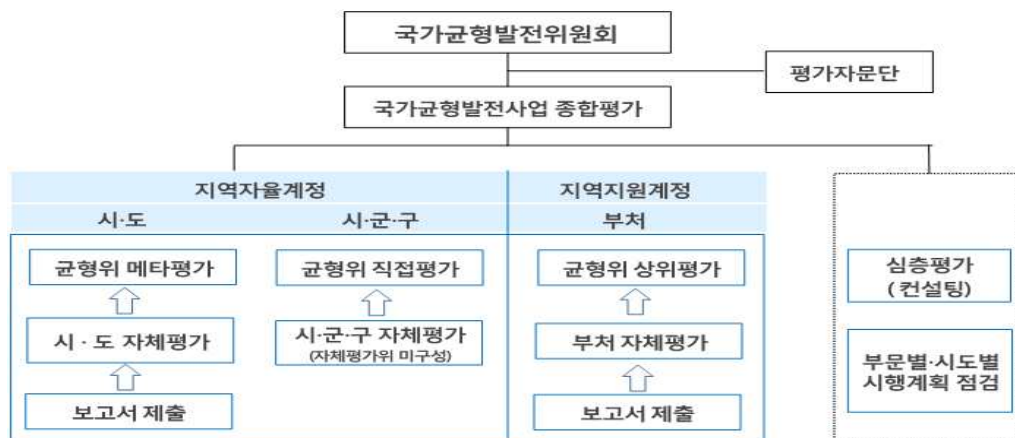 국가균형발전위원회
평가자문단
국가균형발전사업 종합평가
지역자율계정
지역지원계정
시·도
시·군·구
부처
균형위 메타평가
균형위 직접평가
균형위 상위평가
심층평가
( 컨설팅)
시 · 도 자체평가
시·군·구 자체평가
(자체평가위 미구성)
부처 자체평가
부문별·시도별
시행계획 점검
보고서 제출
보고서 제출